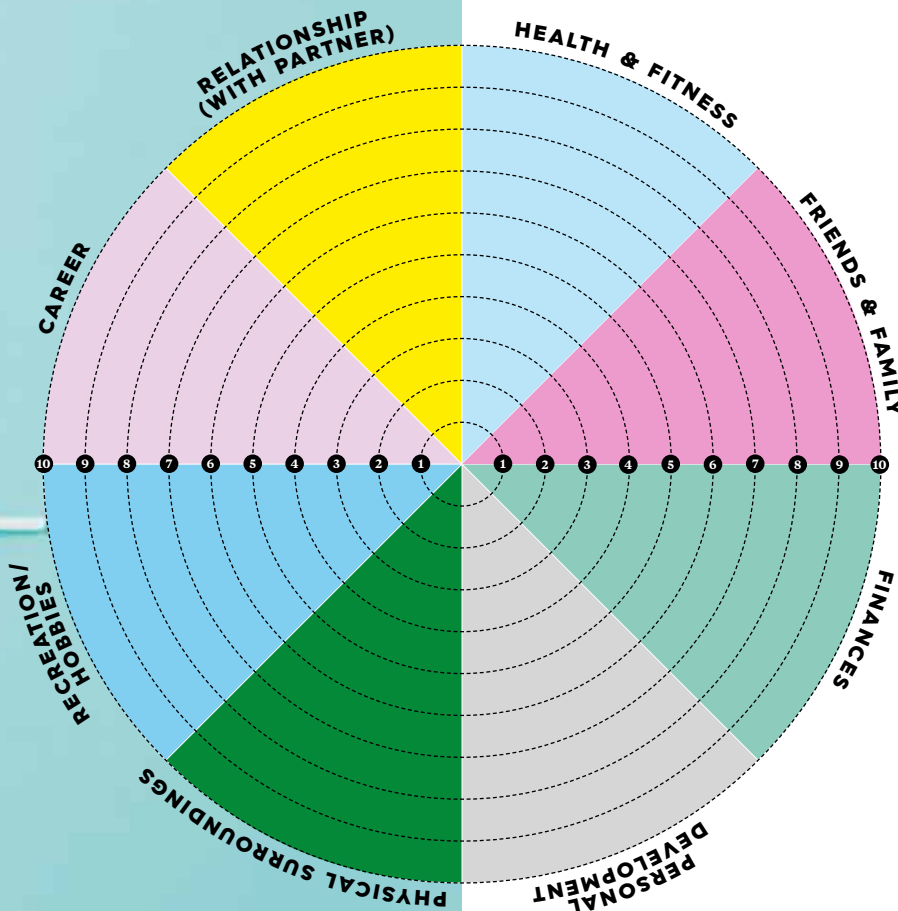 RELATIONSHIP
(WITH PARTNER)
HEALTH & FITNESS
FRIENDS & FAMILY
CAREER
10 9 8 7 6 5 4 3 2 1 1 2 3 4 5 6 7 8 9 10
RECREATION/
HOBBIES
FINANCES
PHYSICAL SURROUNDINGS
PERSONAL
DEVELOPMENT